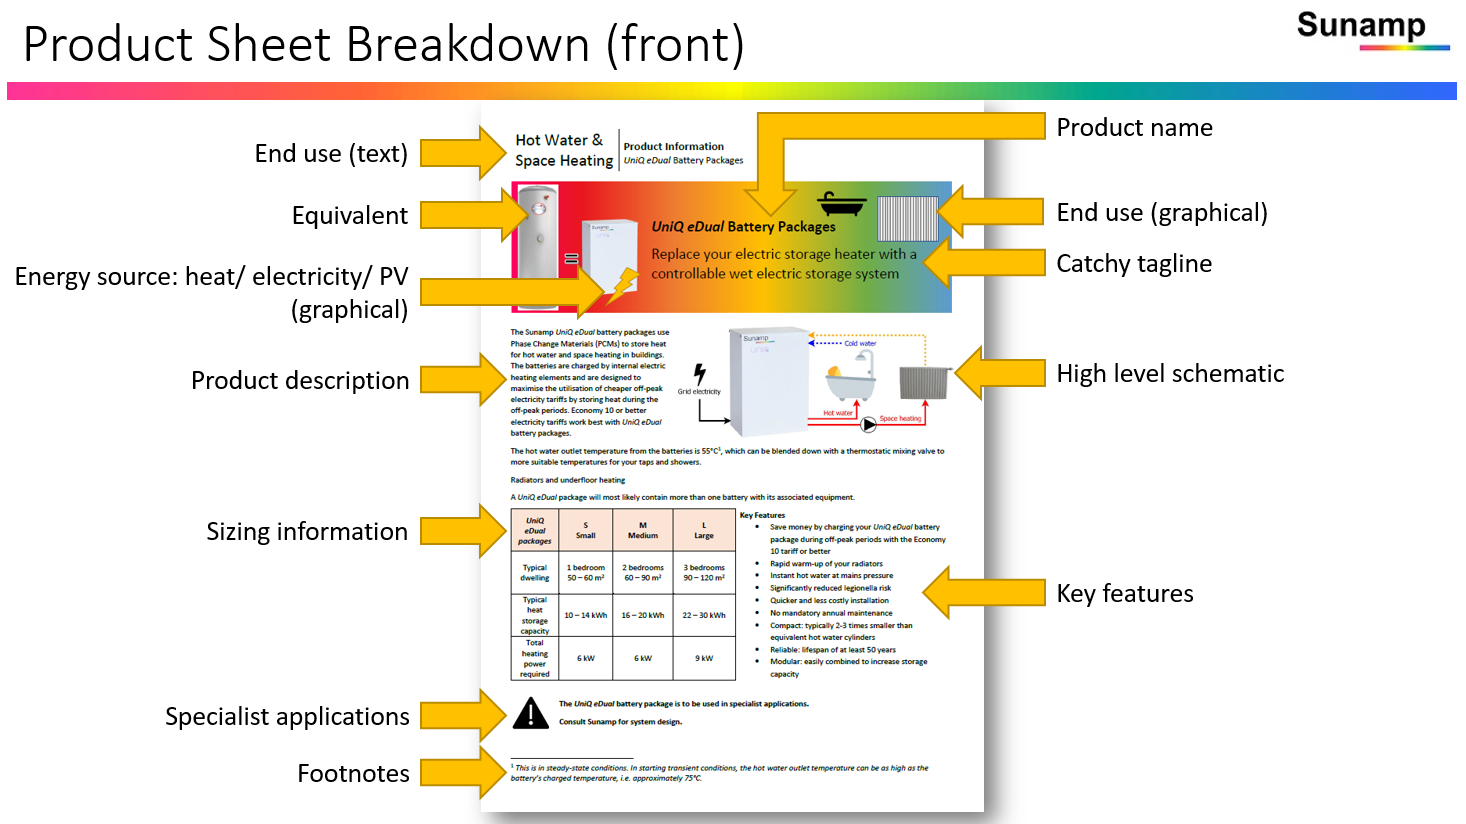 Product Sheet Breakdown (front)
Sunamp
End use (text)
Equivalent
Energy source: heat/ electricity/ PV
(graphical)
Product description
Sizing information
Specialist applications
Footnotes
Product name
End use (graphical)
Catchy tagline
High level schematic
Key features
Hot Water &
Space Heating
Product Information
UniQ eDual Battery Packages
Sunamp
=
UniQ eDual Battery Packages
Replace your electric storage heater with a
controllable wet electric storage system
The Sunamp UniQ eDual battery packages use
Phase Change Materials (PCMs) to store heat
for hot water and space heating in buildings.
The batteries are charged by internal electric
heating elements and are designed to
maximise the utilisation of cheaper off-peak
electricity tariffs by storing heat during the
off-peak periods. Economy 10 or better
electricity tariffs work best with UniQ eDual
battery packages.
Sunamp
Cold water
Grid electricity
Hot water
Space heating
The hot water outlet temperature from the batteries is 55°C¹, which can be blended down with a thermostatic mixing valve to
more suitable temperatures for your taps and showers.
Radiators and underfloor heating
A UniQ eDual package will most likely contain more than one battery with its associated equipment.
UniQ
eDual
packages
S
Small
M
Medium
L
Large
Typical
dwelling
1 bedroom
50 – 60 m²
2 bedrooms
60 – 90 m²
3 bedrooms
90 – 120 m²
Typical
heat
storage
capacity
10 – 14 kWh
16 – 20 kWh
22 – 30 kWh
Total
heating
power
required
6 kW
6 kW
9 kW
Key Features
• Save money by charging your UniQ eDual battery
package during off-peak periods with the Economy
10 tariff or better
• Rapid warm-up of your radiators
• Instant hot water at mains pressure
• Significantly reduced legionella risk
• Quicker and less costly installation
• No mandatory annual maintenance
• Compact: typically 2-3 times smaller than
equivalent hot water cylinders
• Reliable: lifespan of at least 50 years
• Modular: easily combined to increase storage
capacity
The UniQ eDual battery package is to be used in specialist applications.
Consult Sunamp for system design.
¹ This is in steady-state conditions. In starting transient conditions, the hot water outlet temperature can be as high as the
battery's charged temperature, i.e. approximately 75°C.